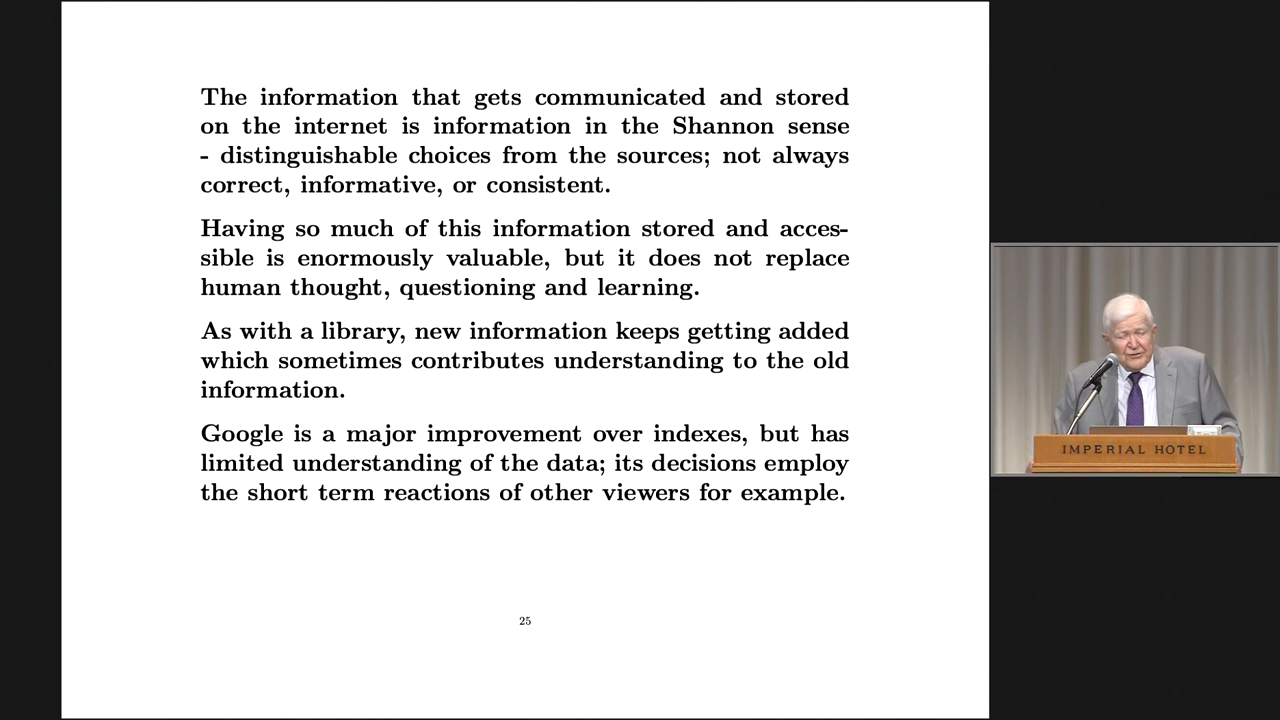 The information that gets communicated and stored
on the internet is information in the Shannon sense
- distinguishable choices from the sources; not always
correct, informative, or consistent.
Having so much of this information stored and acces-
sible is enormously valuable, but it does not replace
human thought, questioning and learning.
As with a library, new information keeps getting added
which sometimes contributes understanding to the old
information.
Google is a major improvement over indexes, but has
limited understanding of the data; its decisions employ
the short term reactions of other viewers for example.
25
IMPERIAL HOTEL